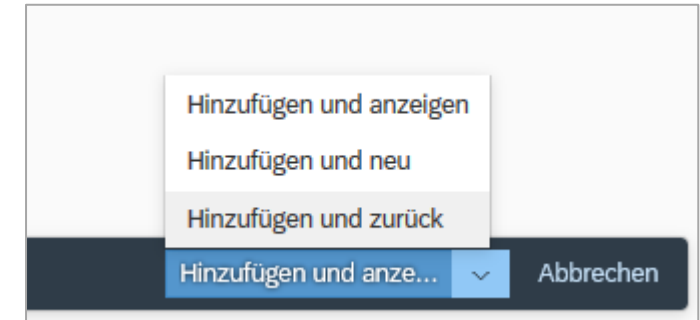 Hinzufügen und anzeigen
Hinzufügen und neu
Hinzufügen und zurück
Hinzufügen und anze... Abbrechen